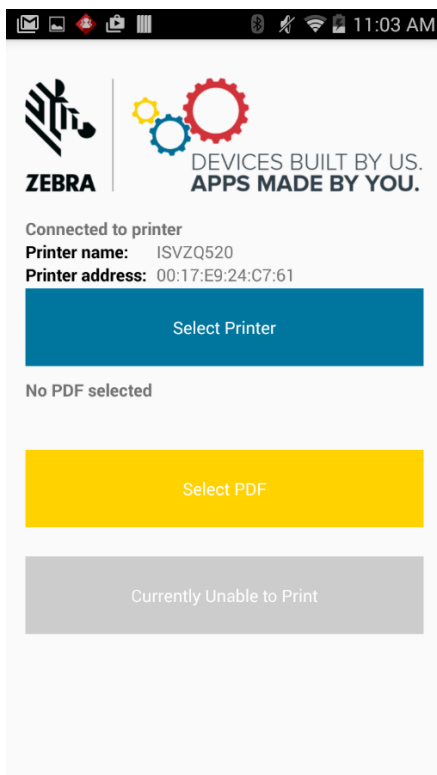 11:03 AM
ZEBRA
DEVICES BUILT BY US.
APPS MADE BY YOU.
Connected to printer
Printer name: ISVZQ520
Printer address: 00:17:E9:24:C7:61
Select Printer
No PDF selected
Select PDF
Currently Unable to Print